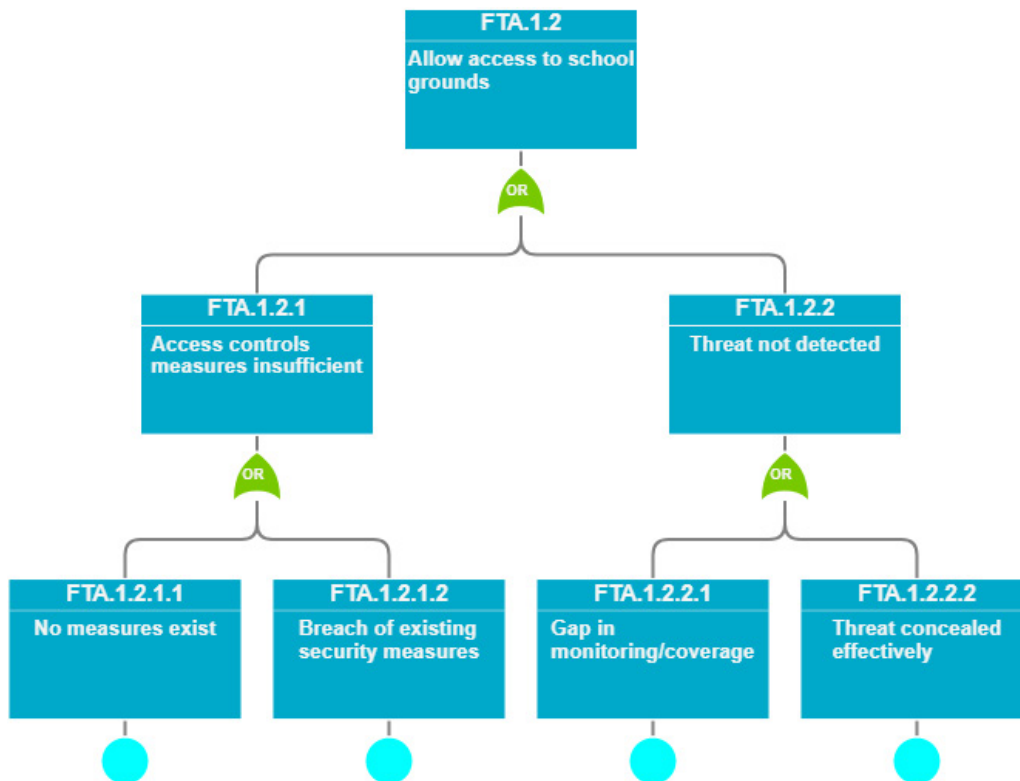 FTA.1.2
Allow access to school
grounds
OR
FTA.1.2.1
Access controls
measures insufficient
FTA.1.2.2
Threat not detected
OR
OR
FTA.1.2.1.1
No measures exist
FTA.1.2.1.2
Breach of existing
security measures
FTA.1.2.2.1
Gap in
monitoring/coverage
FTA.1.2.2.2
Threat concealed
effectively